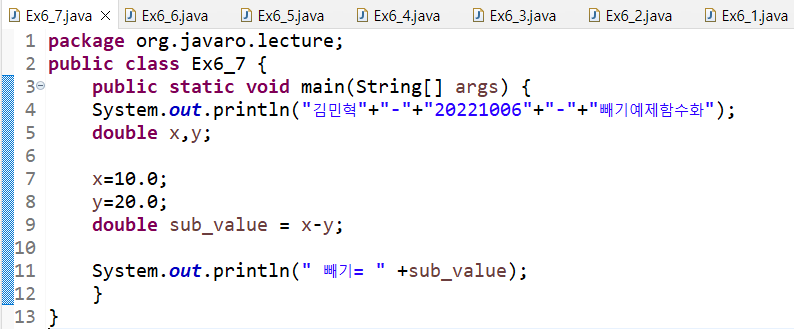 Ex6_7.java Ex6_6.java Ex6_5.java Ex6_4.java Ex6_3.java Ex6_2.java Ex6_1.java
1 package org.javaro.lecture;
2 public class Ex6_7 {
3 public static void main(String[] args) {
4 System.out.println("김민혁"+"-"+"20221006"+"-"+"빼기예제함수화");
5 double x,y;
6
7 x=10.0;
8 y=20.0;
9 double sub_value = x-y;
10
11 System.out.println(" 빼기= " +sub_value);
12 }
13 }